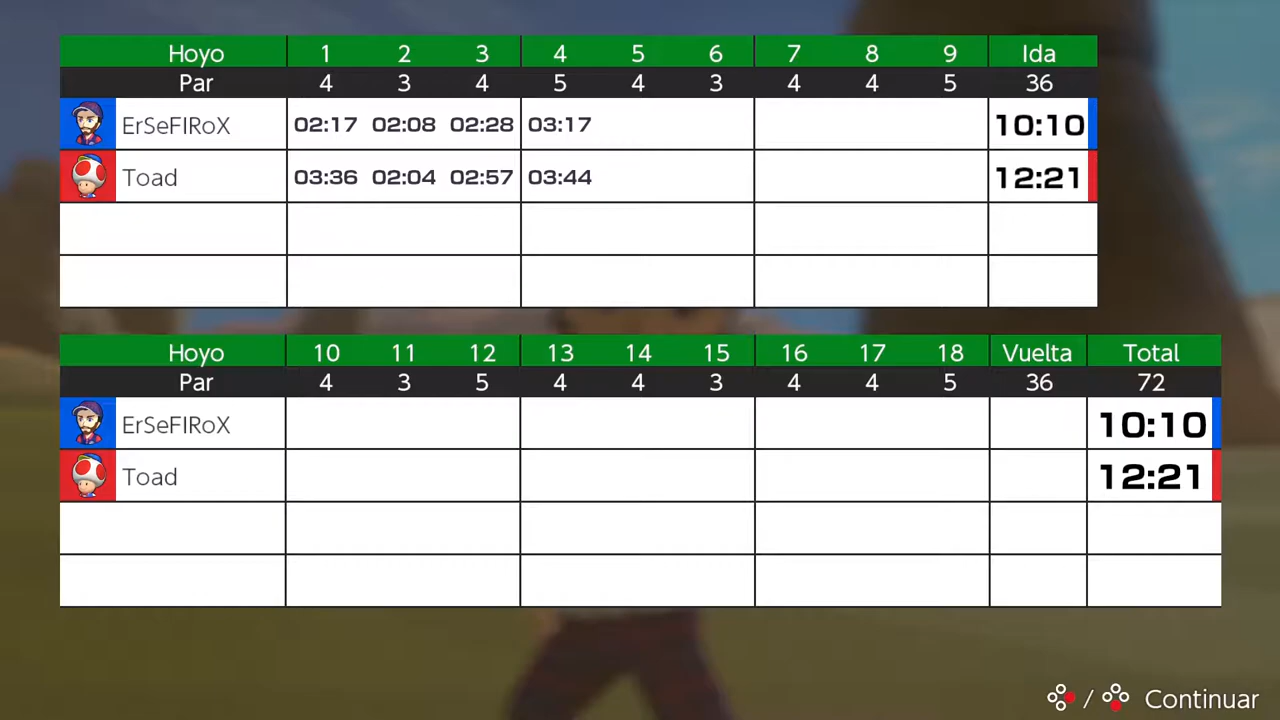 Hoyo 1 2 3 4 5 6 7 8 9 Ida
Par 4 3 4 5 4 3 4 4 5 36
ErSeFIRoX 02:17 02:08 02:28 03:17 10:10
Toad 03:36 02:04 02:57 03:44 12:21
Hoyo 10 11 12 13 14 15 16 17 18 Vuelta Total
Par 4 3 5 4 4 3 4 4 5 36 72
ErSeFIRoX 10:10
Toad 12:21
/ Continuar